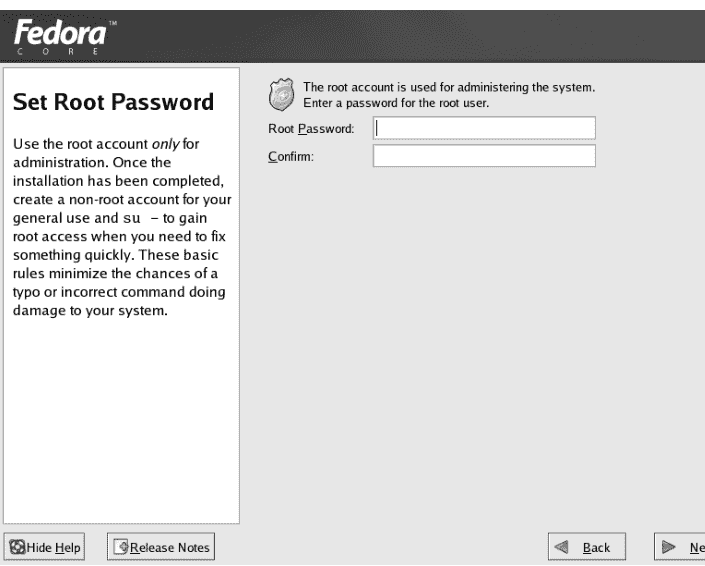 Fedora™
CORE
Set Root Password
Use the root account only for
administration. Once the
installation has been completed,
create a non-root account for your
general use and su - to gain
root access when you need to fix
something quickly. These basic
rules minimize the chances of a
typo or incorrect command doing
damage to your system.
The root account is used for administering the system.
Enter a password for the root user.
Root Password:
Confirm:
Hide Help
Release Notes
Back
Ne